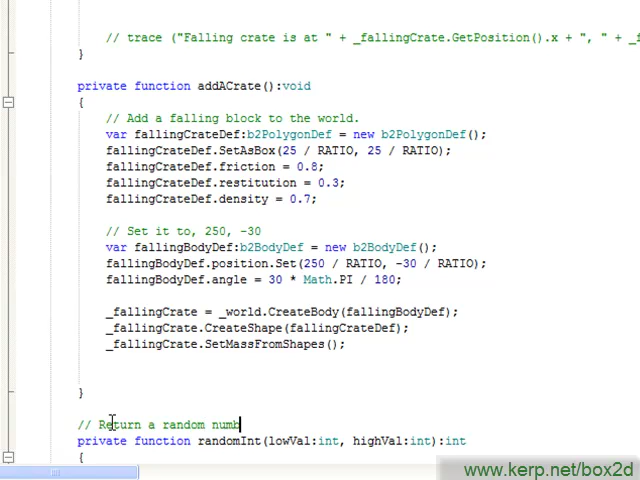 // trace ("Falling crate is at " + _fallingCrate.GetPosition().x + ", " + _f
}
private function addACrate():void
{
// Add a falling block to the world.
var fallingCrateDef:b2PolygonDef = new b2PolygonDef();
fallingCrateDef.SetAsBox(25 / RATIO, 25 / RATIO);
fallingCrateDef.friction = 0.8;
fallingCrateDef.restitution = 0.3;
fallingCrateDef.density = 0.7;
// Set it to, 250, -30
var fallingBodyDef:b2BodyDef = new b2BodyDef();
fallingBodyDef.position.Set(250 / RATIO, -30 / RATIO);
fallingBodyDef.angle = 30 * Math.PI / 180;
_fallingCrate = _world.CreateBody(fallingBodyDef);
_fallingCrate.CreateShape(fallingCrateDef);
_fallingCrate.SetMassFromShapes();
}
// Return a random numb
private function randomInt(lowVal:int, highVal:int):int
{
www.kerp.net/box2d